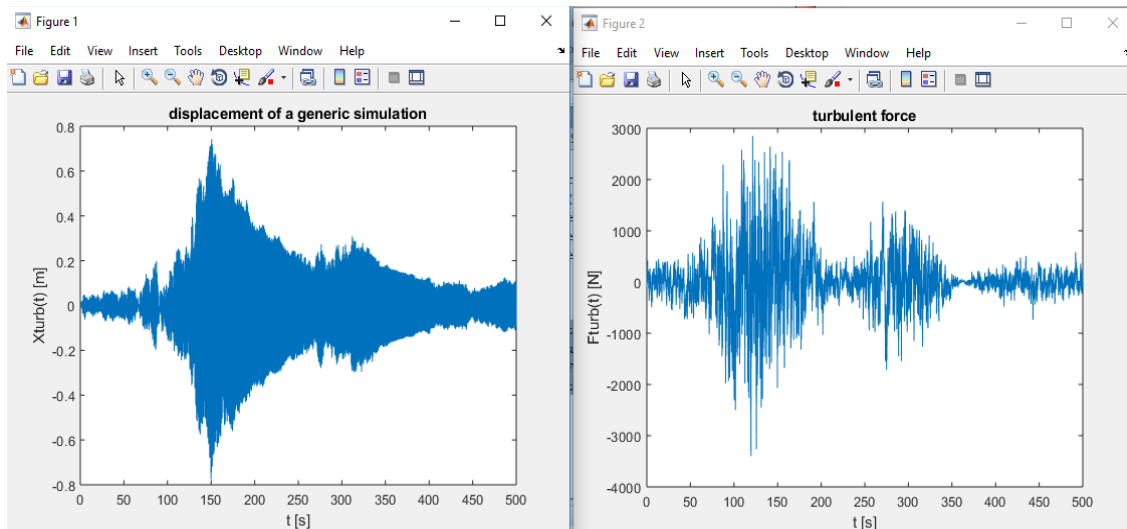 Figure 1
File Edit View Insert Tools Desktop Window Help
displacement of a generic simulation
0.8
0.6
0.4
0.2
0
-0.2
-0.4
-0.6
-0.8
Xturb(t) [m]
0 50 100 150 200 250 300 350 400 450 500
t [s]
Figure 2
File Edit View Insert Tools Desktop Window Help
turbulent force
3000
2000
1000
0
-1000
-2000
-3000
-4000
Fturb(t) [N]
0 50 100 150 200 250 300 350 400 450 500
t [s]